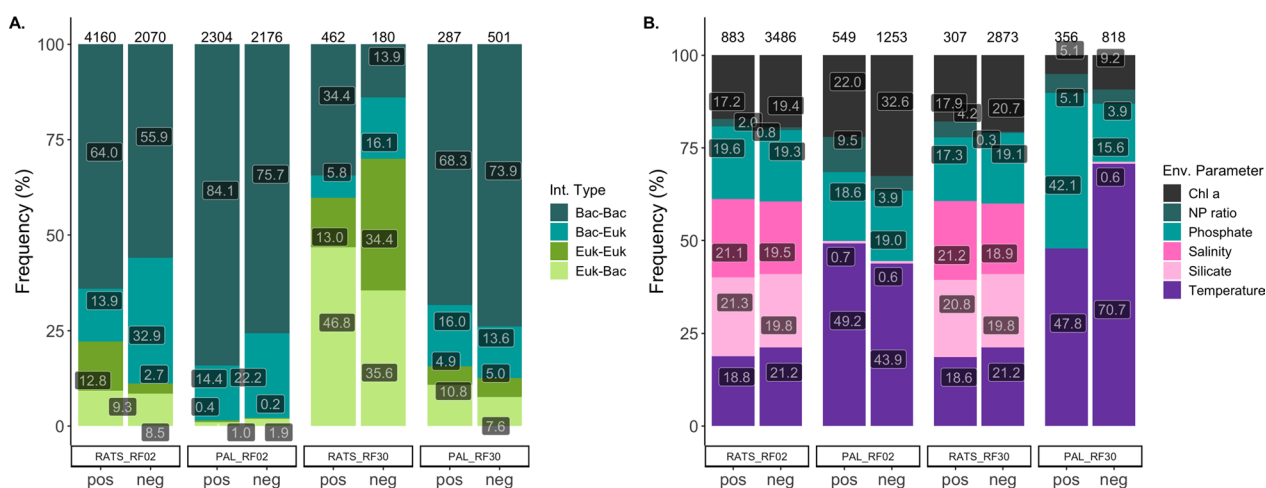 A.
4160 2070 2304 2176 462 180 287 501
Frequency (%)
100
75
50
25
0
64.0 13.9 12.8 9.3
55.9 32.9 2.7 8.5
84.1 14.4 0.4 1.0
75.7 22.2 0.2 1.9
34.4 5.8 13.0 46.8
13.9 16.1 34.4 35.6
68.3 16.0 4.9 10.8
73.9 13.6 5.0 7.6
RATS_RF02 PAL_RF02 RATS_RF30 PAL_RF30
pos neg pos neg pos neg pos neg
Int. Type
Bac-Bac
Bac-Euk
Euk-Euk
Euk-Bac
B.
883 3486 549 1253 307 2873 356 818
Frequency (%)
100
75
50
25
0
17.2 2.0 19.6 21.1 21.3 18.8
19.4 0.8 19.3 19.5 19.8 21.2
22.0 9.5 18.6 0.7 49.2
32.6 3.9 19.0 0.6 43.9
17.9 4.2 17.3 21.2 20.8 18.6
20.7 0.3 19.1 18.9 19.8 21.2
5.1 5.1 42.1 47.8
9.2 3.9 15.6 0.6 70.7
RATS_RF02 PAL_RF02 RATS_RF30 PAL_RF30
pos neg pos neg pos neg pos neg
Env. Parameter
Chl a
NP ratio
Phosphate
Salinity
Silicate
Temperature